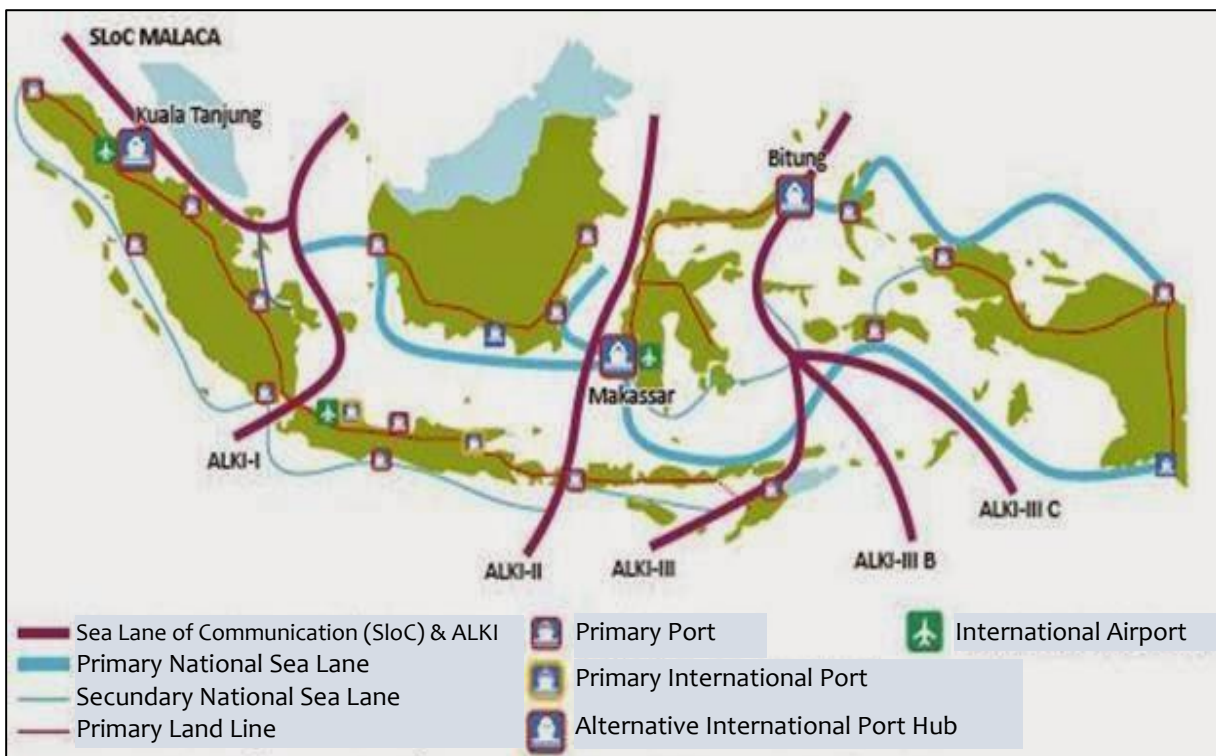 SLoC MALACA
Kuala Tanjung
Bitung
Makassar
ALKI-I
ALKI-II
ALKI-III
ALKI-III B
ALKI-III C
Sea Lane of Communication (SloC) & ALKI
Primary National Sea Lane
Secundary National Sea Lane
Primary Land Line
Primary Port
Primary International Port
Alternative International Port Hub
International Airport